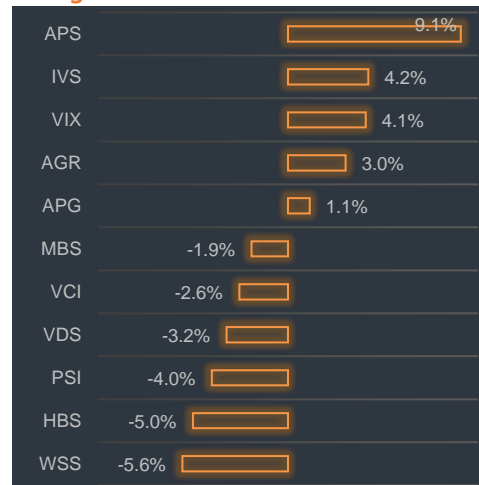 APS 9.1%
IVS 4.2%
VIX 4.1%
AGR 3.0%
APG 1.1%
MBS -1.9%
VCI -2.6%
VDS -3.2%
PSI -4.0%
HBS -5.0%
WSS -5.6%